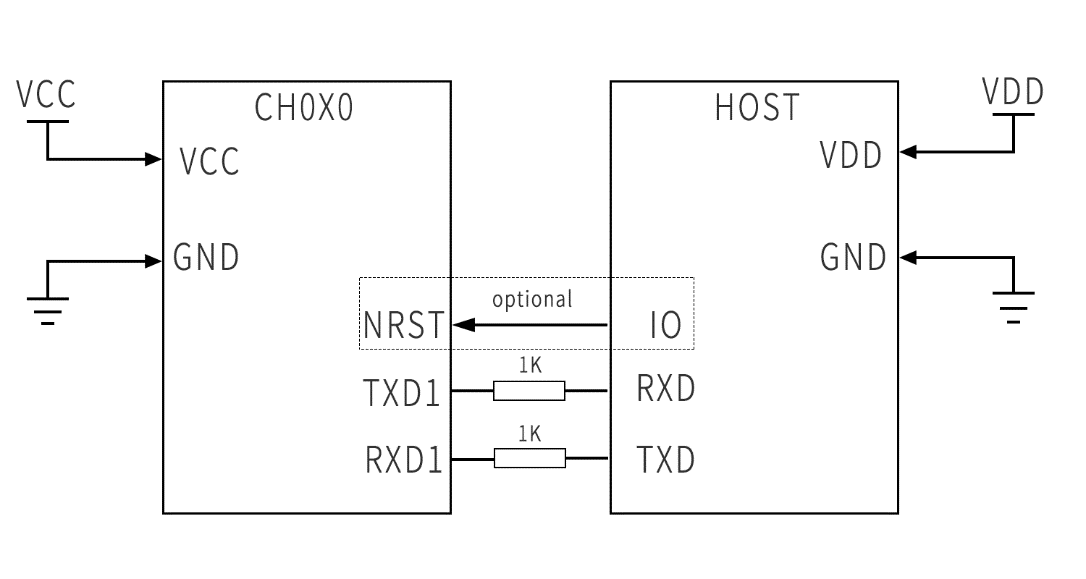 VCC
CH0X0
HOST
VDD
VCC
VDD
GND
GND
optional
NRST
IO
1K
TXD1
RXD
1K
RXD1
TXD